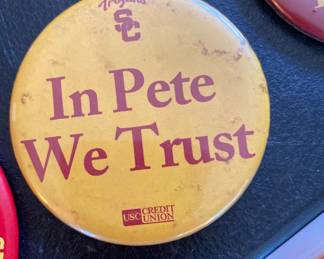 Trojans
SC
In Pete
We Trust
USC CREDIT
UNION